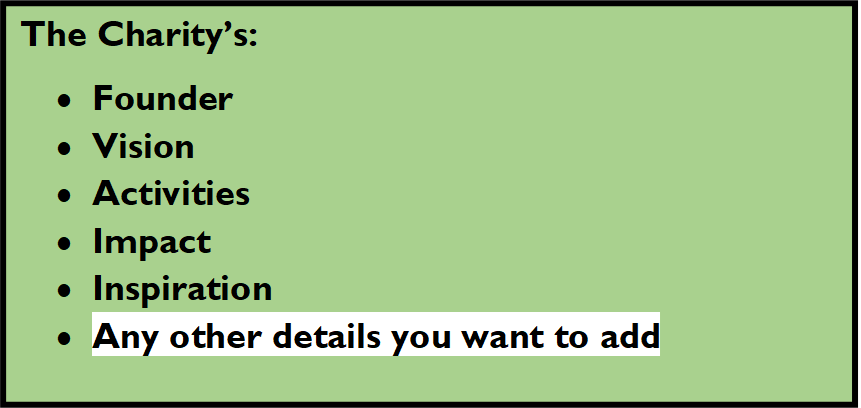 The Charity’s:
• Founder
• Vision
• Activities
• Impact
• Inspiration
• Any other details you want to add